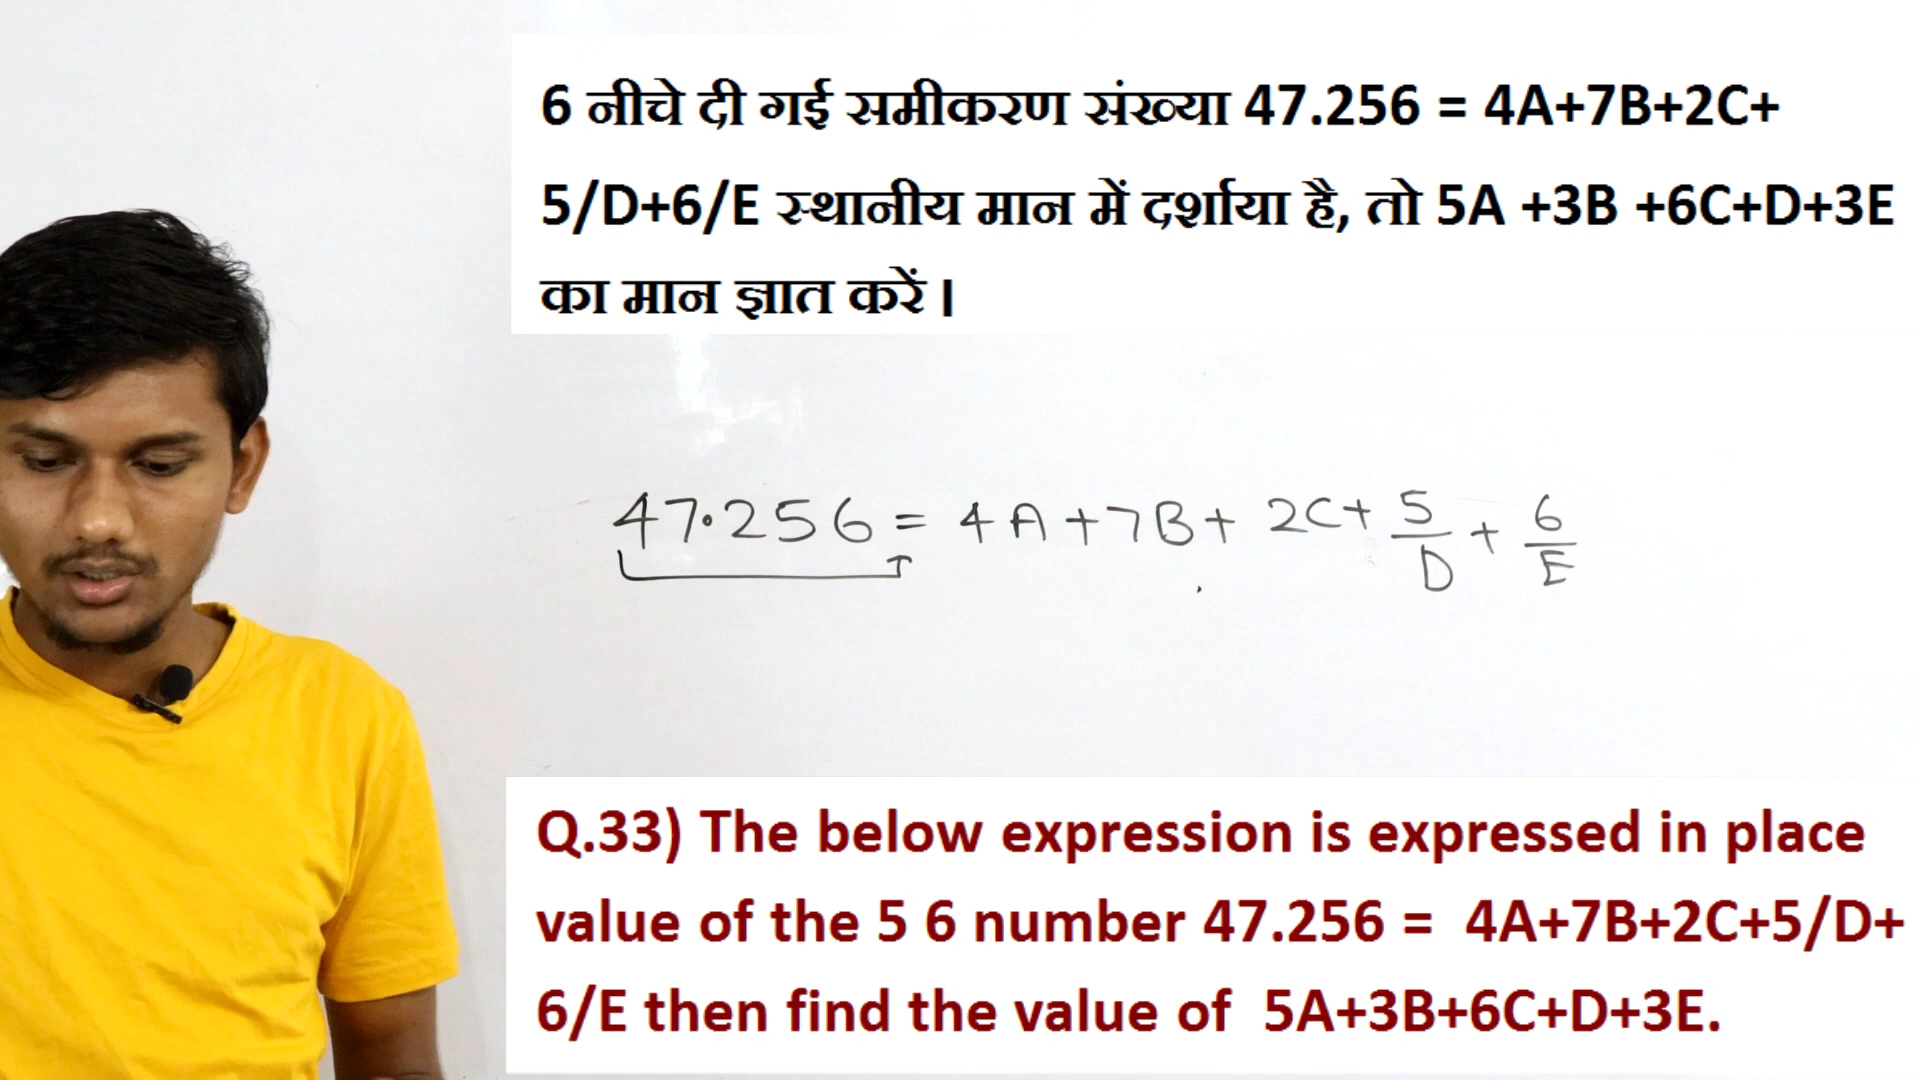 6 नीचे दी गई समीकरण संख्या 47.256 = 4A+7B+2C+
5/D+6/E स्थानीय मान में दर्शाया है, तो 5A +3B +6C+D+3E
का मान ज्ञात करें ।
47.256 = 4A+7B+ 2C+ 5/D + 6/E
Q.33) The below expression is expressed in place
value of the 5 6 number 47.256 = 4A+7B+2C+5/D+
6/E then find the value of 5A+3B+6C+D+3E.